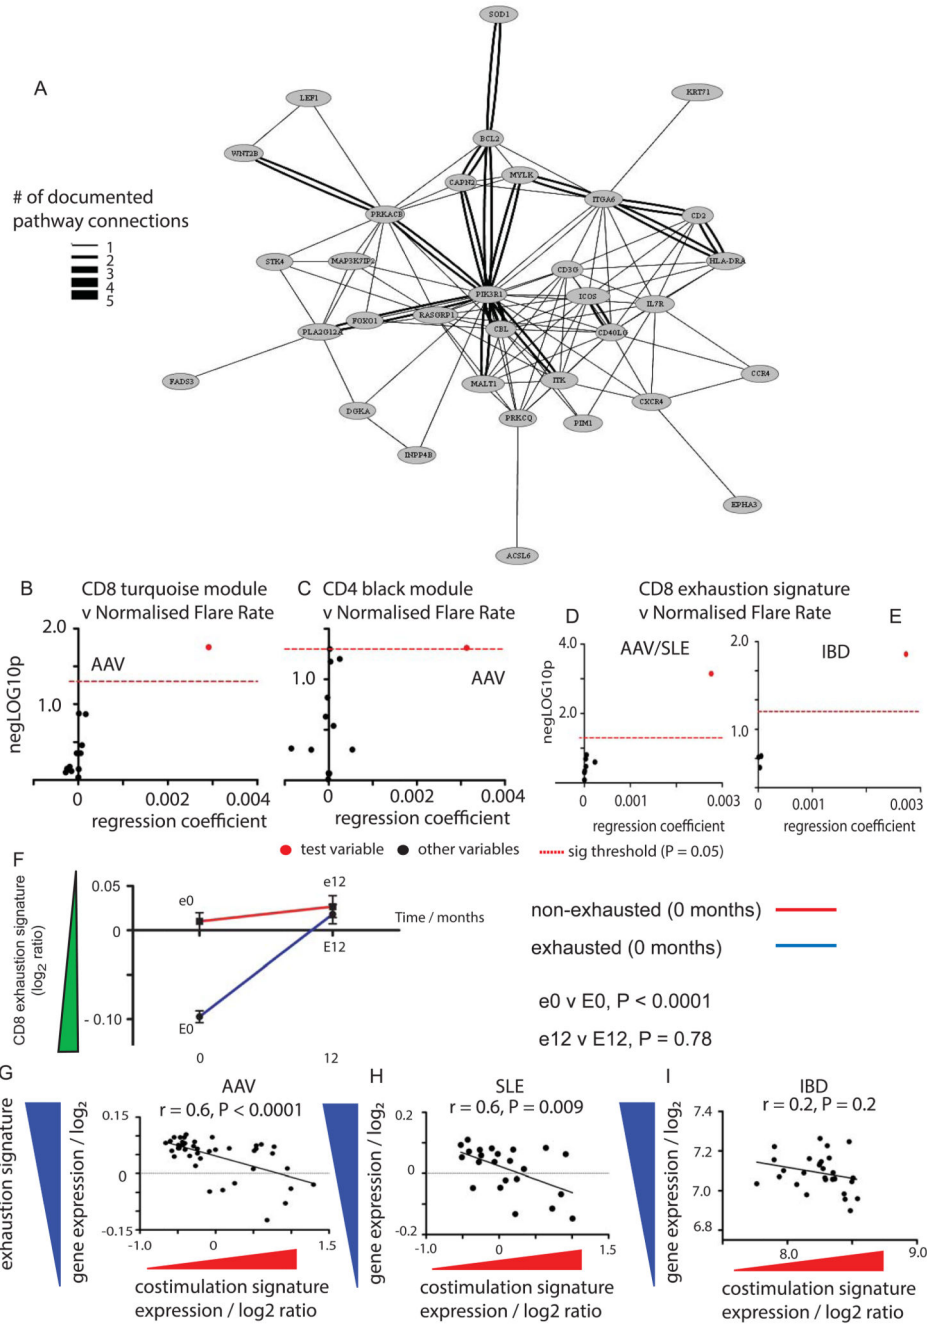 A
SOD1
LEF1
KRT71
WNT2B
BCL2
CAPN2
MYLK
# of documented
pathway connections
1
2
3
4
5
PRKACB
ITGA6
CD2
STK4
MAP3K7IP2
CD3G
HLA-DRA
PIK3R1
ICOS
IL7R
PLA2G12A
FOXO1
RASGRP1
CBL
CD40LG
FADS3
MALT1
ITK
CCR4
DGKA
PRKCQ
PIM1
CXCR4
INPP4B
EPHA3
ACSL6
B
CD8 turquoise module
v Normalised Flare Rate
2.0
AAV
1.0
negLOG10p
0
0.002
0.004
regression coefficient
C
CD4 black module
v Normalised Flare Rate
1.0
AAV
0
0.002
0.004
regression coefficient
CD8 exhaustion signature
v Normalised Flare Rate
D
4.0
AAV/SLE
negLOG10p
2.0
0
0
0.001
0.003
regression coefficient
E
2.0
IBD
1.0
0
0
0.001
0.003
regression coefficient
test variable
other variables
sig threshold (P = 0.05)
F
CD8 exhaustion signature
(log2 ratio)
0.05
0
- 0.10
e0
e12
Time / months
E12
E0
0
12
non-exhausted (0 months)
exhausted (0 months)
e0 v E0, P < 0.0001
e12 v E12, P = 0.78
G
AAV
r = 0.6, P < 0.0001
exhaustion signature
gene expression / log2
0.15
0
-0.15
-1.0
0
1.5
costimulation signature
expression / log2 ratio
H
SLE
r = 0.6, P = 0.009
gene expression / log2
0.2
0
-0.2
-1.0
0
1.5
costimulation signature
expression / log2 ratio
I
IBD
r = 0.2, P = 0.2
gene expression / log2
7.4
7.2
7.0
6.8
8.0
9.0
costimulation signature
expression / log2 ratio